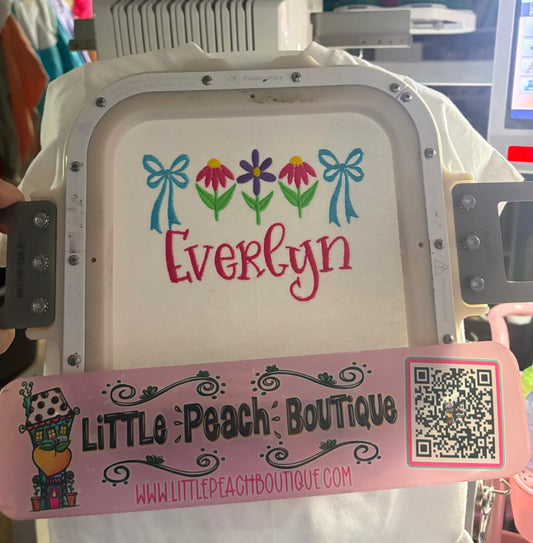 Everlyn
Little Peach Boutique
www.littlepeachboutique.com